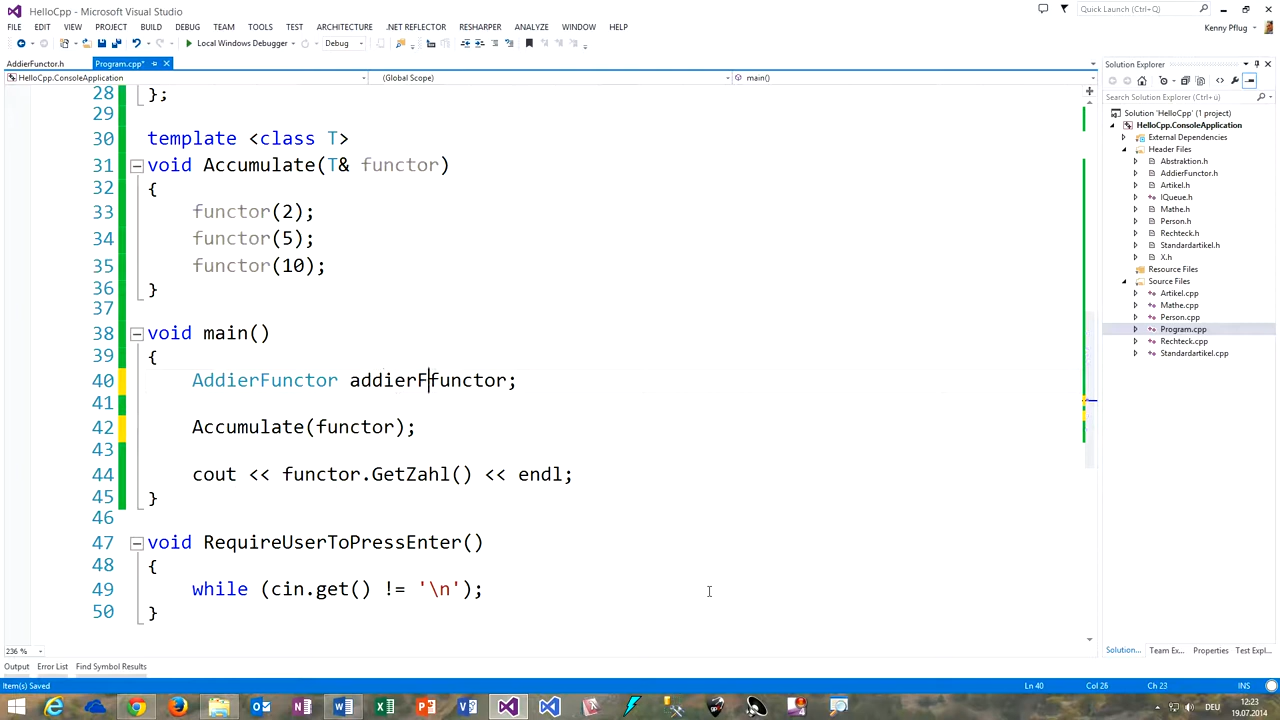 HelloCpp - Microsoft Visual Studio
Quick Launch (Ctrl+Q)
FILE EDIT VIEW PROJECT BUILD DEBUG TEAM TOOLS TEST ARCHITECTURE .NET REFLECTOR RESHARPER ANALYZE WINDOW HELP
Kenny Pflug
Local Windows Debugger Debug
AddierFunctor.h Program.cpp*
HelloCpp.ConsoleApplication (Global Scope) main()
28 };
29
30 template <class T>
31 void Accumulate(T& functor)
32 {
33 functor(2);
34 functor(5);
35 functor(10);
36 }
37
38 void main()
39 {
40 AddierFunctor addierFfunctor;
41
42 Accumulate(functor);
43
44 cout << functor.GetZahl() << endl;
45 }
46
47 void RequireUserToPressEnter()
48 {
49 while (cin.get() != '\n');
50 }
236 %
Output Error List Find Symbol Results
Solution Explorer
Search Solution Explorer (Ctrl+ü)
Solution 'HelloCpp' (1 project)
HelloCpp.ConsoleApplication
External Dependencies
Header Files
Abstraktion.h
AddierFunctor.h
Artikel.h
IQueue.h
Mathe.h
Person.h
Rechteck.h
Standardartikel.h
X.h
Resource Files
Source Files
Artikel.cpp
Mathe.cpp
Person.cpp
Program.cpp
Rechteck.cpp
Standardartikel.cpp
Solution... Team Ex... Properties Test Expl...
Item(s) Saved Ln 40 Col 26 Ch 23 INS
DEU
12:23
19.07.2014